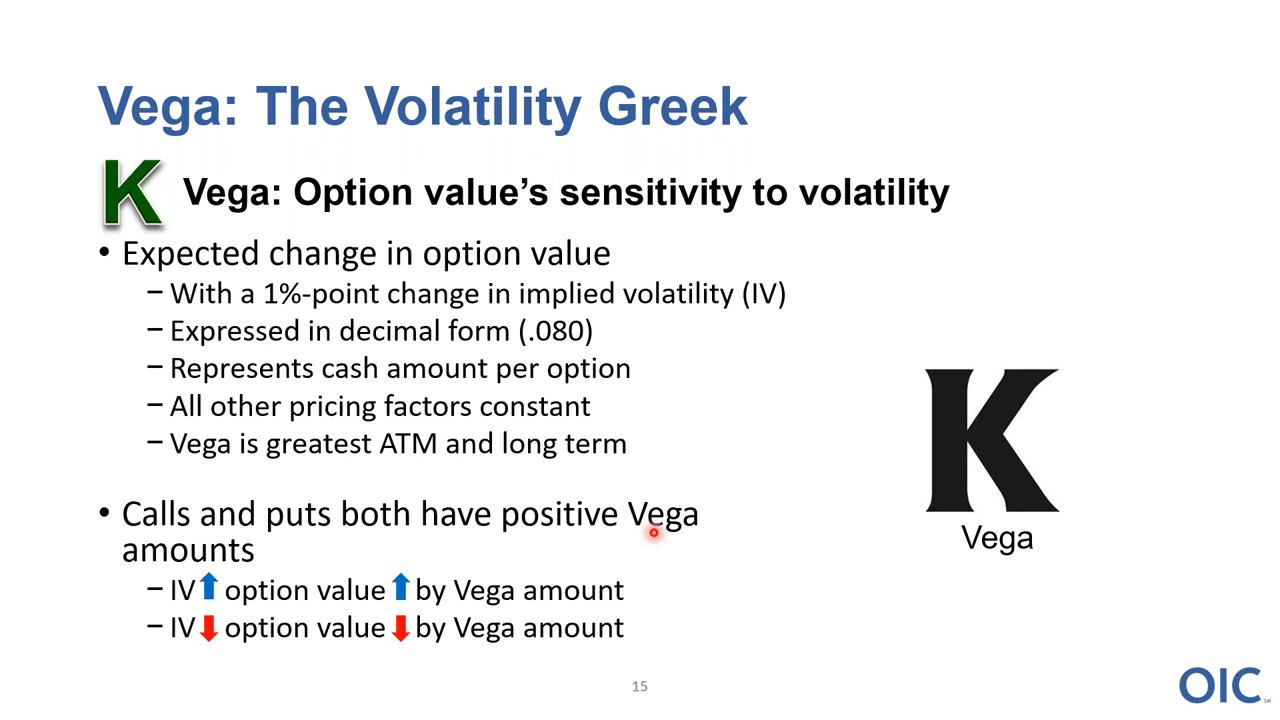 Vega: The Volatility Greek
K Vega: Option value’s sensitivity to volatility
• Expected change in option value
− With a 1%-point change in implied volatility (IV)
− Expressed in decimal form (.080)
− Represents cash amount per option
− All other pricing factors constant
− Vega is greatest ATM and long term
• Calls and puts both have positive Vega
amounts
− IV⬆option value⬆by Vega amount
− IV⬇option value⬇by Vega amount
K
Vega
15
OIC SM